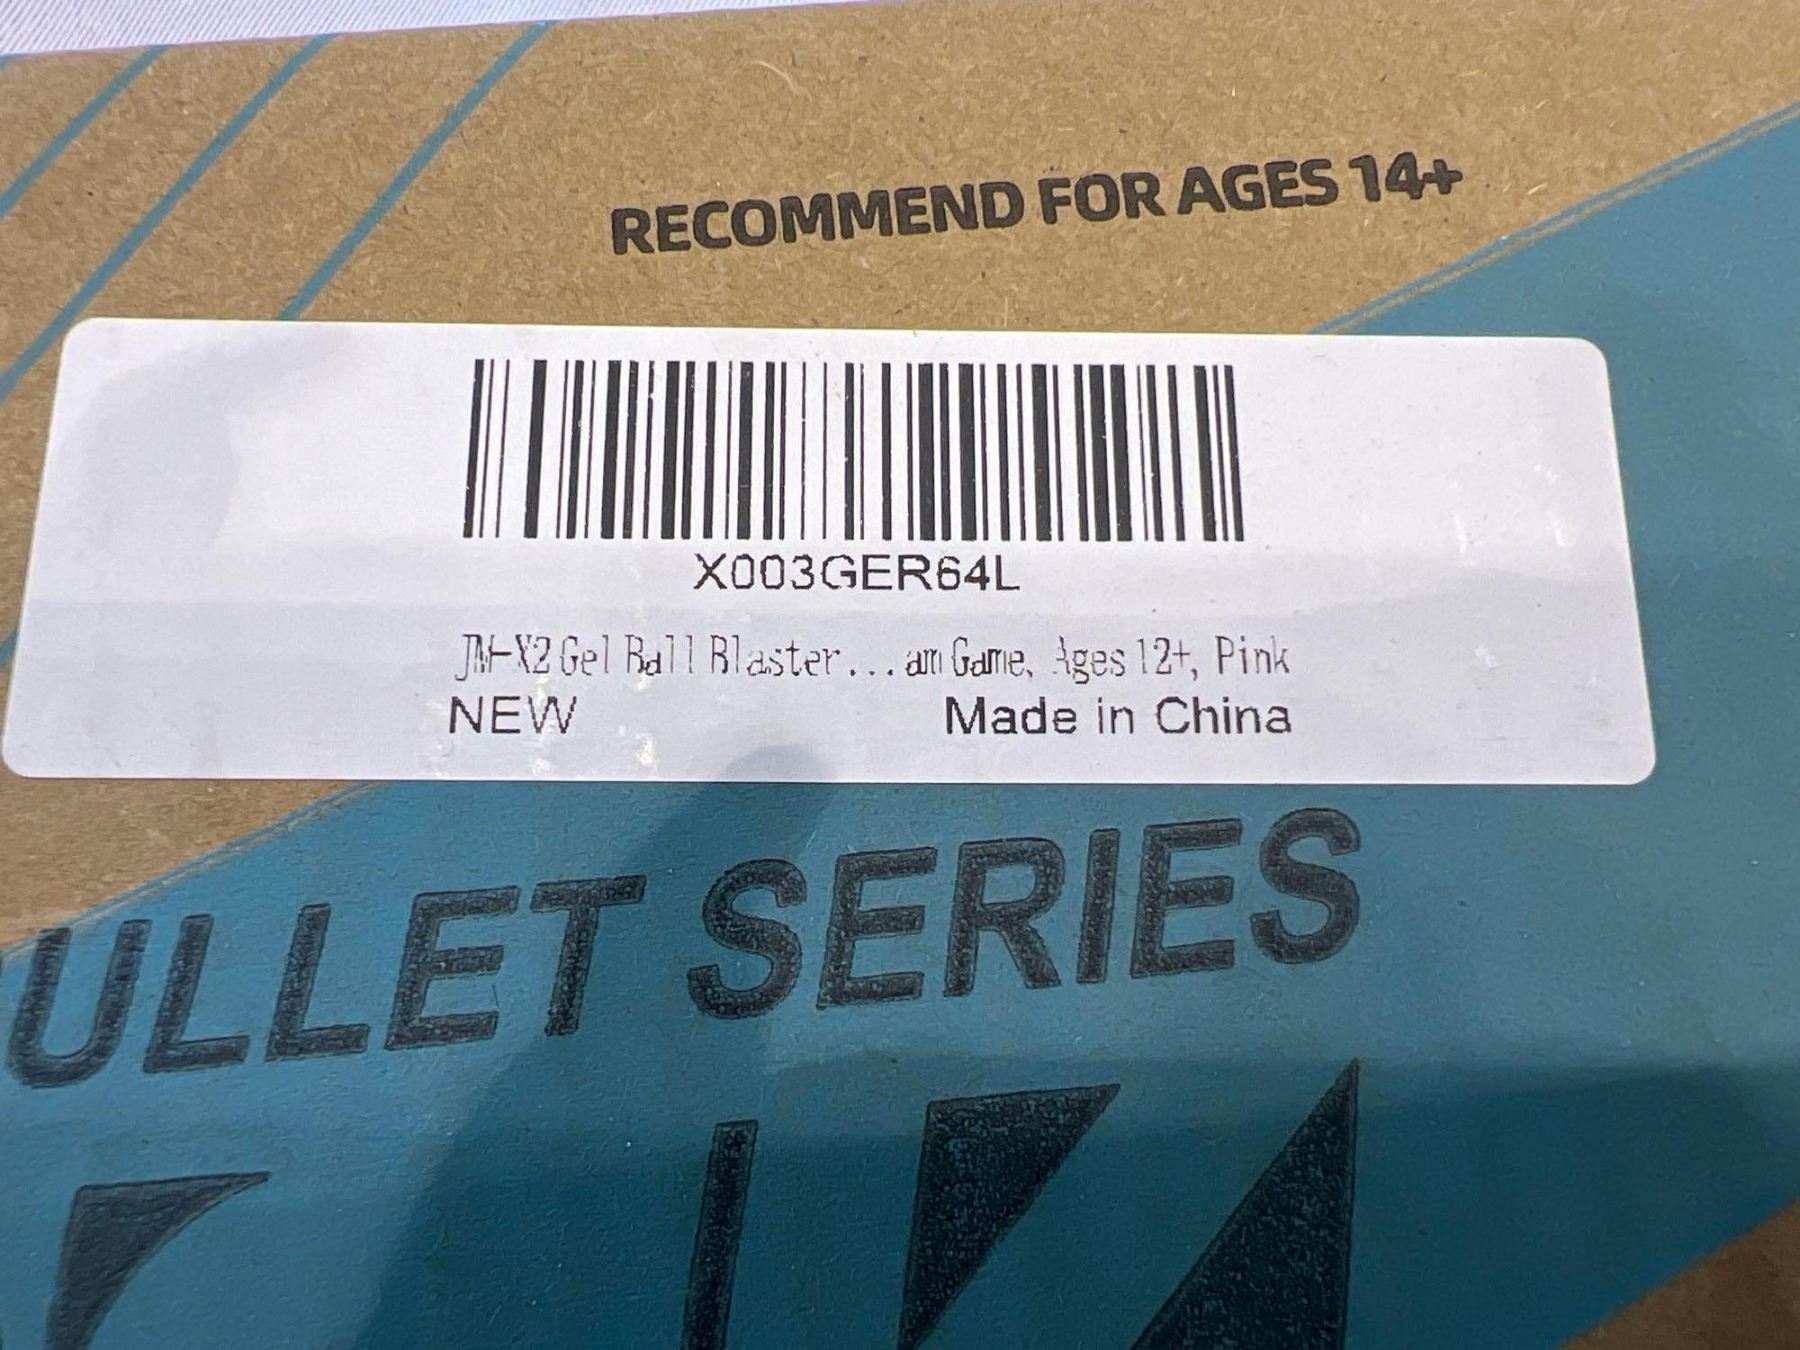 RECOMMEND FOR AGES 14+
X003GER64L
JM-X2 Gel Ball Blaster...am Game, Ages 12+, Pink
NEW Made in China
ULLET SERIES